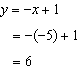 y = −x + 1
= −(−5) + 1
= 6